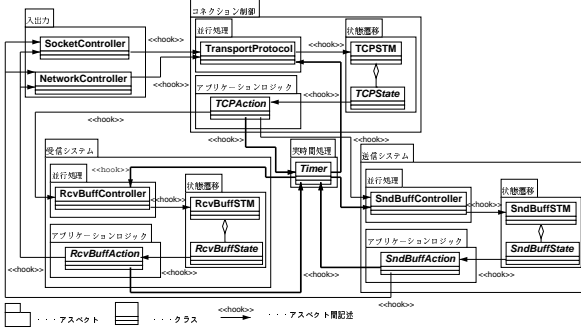 コネクション制御
入出力
並行処理
状態遷移
SocketController
<<hook>>
TransportProtocol
<<hook>>
TCPSTM
NetworkController
<<hook>>
アプリケーションロジック
TCPAction
<<hook>>
TCPState
<<hook>>
<<hook>>
<<hook>>
受信システム
実時間処理
送信システム
並行処理
<<hook>>
Timer
並行処理
状態遷移
状態遷移
RcvBuffController
RcvBuffSTM
SndBuffController
SndBuffSTM
<<hook>>
<<hook>>
<<hook>>
アプリケーションロジック
アプリケーションロジック
RcvBuffAction
RcvBuffState
SndBuffAction
SndBuffState
<<hook>>
<<hook>>
<<hook>>
<<hook>>
<<hook>>
<<hook>>
<<hook>>
・・・アスペクト
・・・クラス
・・・アスペクト間記述